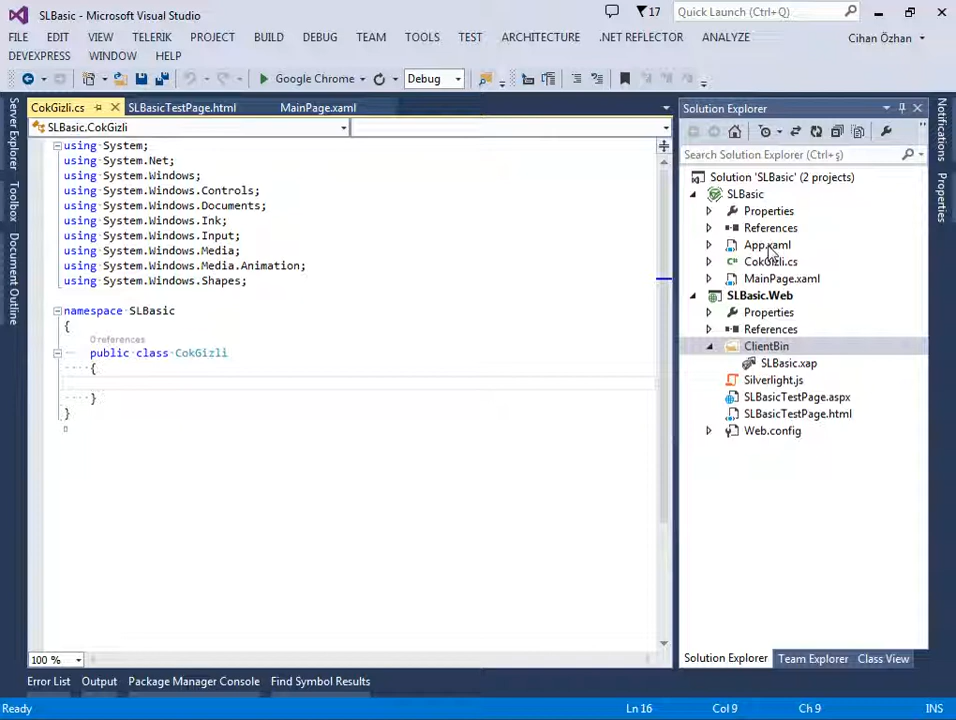 SLBasic - Microsoft Visual Studio
17
Quick Launch (Ctrl+Q)
FILE EDIT VIEW TELERIK PROJECT BUILD DEBUG TEAM TOOLS TEST ARCHITECTURE .NET REFLECTOR ANALYZE
Cihan Özhan
DEVEXPRESS WINDOW HELP
Google Chrome
Debug
Server Explorer
Toolbox
Document Outline
CokGizli.cs
SLBasicTestPage.html
MainPage.xaml
SLBasic.CokGizli
using System;
using System.Net;
using System.Windows;
using System.Windows.Controls;
using System.Windows.Documents;
using System.Windows.Ink;
using System.Windows.Input;
using System.Windows.Media;
using System.Windows.Media.Animation;
using System.Windows.Shapes;
namespace SLBasic
{
0 references
public class CokGizli
{
}
}
100 %
Solution Explorer
Search Solution Explorer (Ctrl+ş)
Solution 'SLBasic' (2 projects)
SLBasic
Properties
References
App.xaml
CokGizli.cs
MainPage.xaml
SLBasic.Web
Properties
References
ClientBin
SLBasic.xap
Silverlight.js
SLBasicTestPage.aspx
SLBasicTestPage.html
Web.config
Solution Explorer Team Explorer Class View
Notifications
Properties
Error List Output Package Manager Console Find Symbol Results
Ready
Ln 16 Col 9 Ch 9 INS